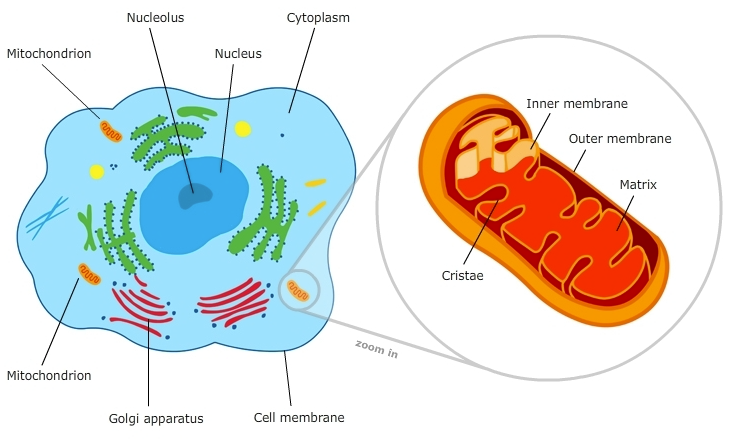 Nucleolus
Cytoplasm
Mitochondrion
Nucleus
Inner membrane
Outer membrane
Matrix
Cristae
zoom in
Mitochondrion
Golgi apparatus
Cell membrane